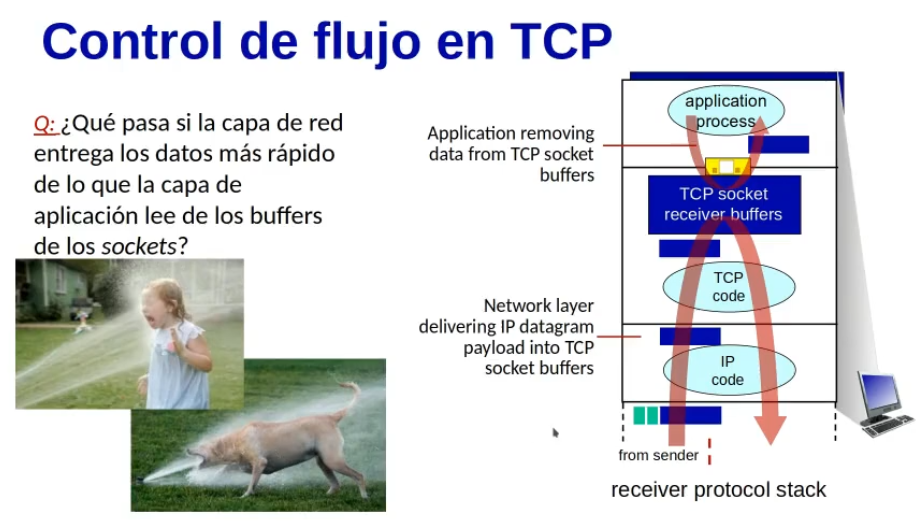 Control de flujo en TCP
Q: ¿Qué pasa si la capa de red
entrega los datos más rápido
de lo que la capa de
aplicación lee de los buffers
de los sockets?
Application removing
data from TCP socket
buffers
Network layer
delivering IP datagram
payload into TCP
socket buffers
application
process
TCP socket
receiver buffers
TCP
code
IP
code
from sender
receiver protocol stack